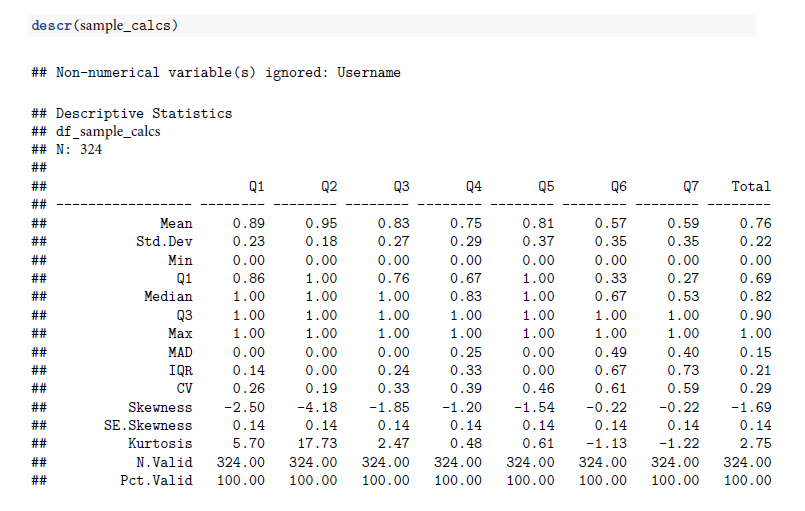 descr(sample_calcs)
## Non-numerical variable(s) ignored: Username
## Descriptive Statistics
## df_sample_calcs
## N: 324
##
## Q1 Q2 Q3 Q4 Q5 Q6 Q7 Total
## ----------------- -------- -------- -------- -------- -------- -------- -------- --------
## Mean 0.89 0.95 0.83 0.75 0.81 0.57 0.59 0.76
## Std.Dev 0.23 0.18 0.27 0.29 0.37 0.35 0.35 0.22
## Min 0.00 0.00 0.00 0.00 0.00 0.00 0.00 0.00
## Q1 0.86 1.00 0.76 0.67 1.00 0.33 0.27 0.69
## Median 1.00 1.00 1.00 0.83 1.00 0.67 0.53 0.82
## Q3 1.00 1.00 1.00 1.00 1.00 1.00 1.00 0.90
## Max 1.00 1.00 1.00 1.00 1.00 1.00 1.00 1.00
## MAD 0.00 0.00 0.00 0.25 0.00 0.49 0.40 0.15
## IQR 0.14 0.00 0.24 0.33 0.00 0.67 0.73 0.21
## CV 0.26 0.19 0.33 0.39 0.46 0.61 0.59 0.29
## Skewness -2.50 -4.18 -1.85 -1.20 -1.54 -0.22 -0.22 -1.69
## SE.Skewness 0.14 0.14 0.14 0.14 0.14 0.14 0.14 0.14
## Kurtosis 5.70 17.73 2.47 0.48 0.61 -1.13 -1.22 2.75
## N.Valid 324.00 324.00 324.00 324.00 324.00 324.00 324.00 324.00
## Pct.Valid 100.00 100.00 100.00 100.00 100.00 100.00 100.00 100.00